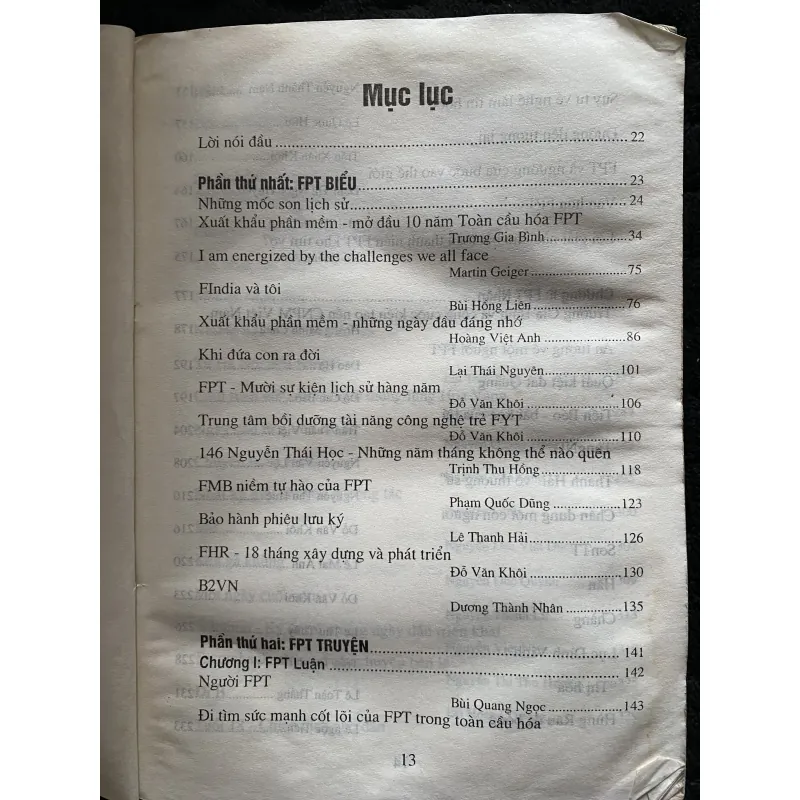 Mục lục
Lời nói đầu........................................22
Phần thứ nhất: FPT BIỂU........................................23
Những mốc son lịch sử........................................24
Xuất khẩu phần mềm - mở đầu 10 năm Toàn cầu hóa FPT
Trương Gia Bình....................34
I am energized by the challenges we all face
Martin Geiger....................75
FIndia và tôi
Bùi Hồng Liên....................76
Xuất khẩu phần mềm - những ngày đầu đáng nhớ
Hoàng Việt Anh....................86
Khi đứa con ra đời
Lại Thái Nguyên....................101
FPT - Mười sự kiện lịch sử hàng năm
Đỗ Văn Khôi....................106
Trung tâm bồi dưỡng tài năng công nghệ trẻ FYT
Đỗ Văn Khôi....................110
146 Nguyễn Thái Học - Những năm tháng không thể nào quên
Trịnh Thu Hồng....................118
FMB niềm tự hào của FPT
Phạm Quốc Dũng....................123
Bảo hành phiêu lưu ký
Lê Thanh Hải....................126
FHR - 18 tháng xây dựng và phát triển
Đỗ Văn Khôi....................130
B2VN
Dương Thành Nhân....................135
Phần thứ hai: FPT TRUYỆN........................................141
Chương I: FPT Luận........................................142
Người FPT
Bùi Quang Ngọc....................143
Đi tìm sức mạnh cốt lõi của FPT trong toàn cầu hóa
13